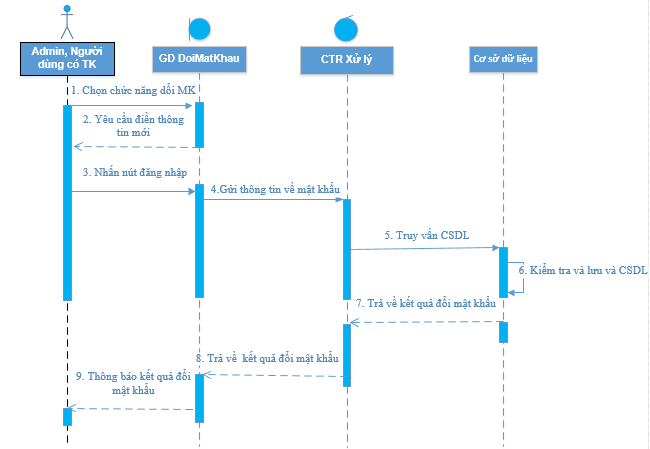 Admin, Người
dùng có TK
GD DoiMatKhau
CTR Xử lý
Cơ sở dữ liệu
1. Chọn chức năng dổi MK
2. Yêu cầu điền thông
tin mới
3. Nhấn nút đăng nhập
4.Gửi thông tin về mật khẩu
5. Truy vấn CSDL
6. Kiểm tra và lưu và CSDL
7. Trả về kết quả đổi mật khẩu
8. Trả về kết quả đổi mật khẩu
9. Thông báo kết quả đổi
mật khẩu